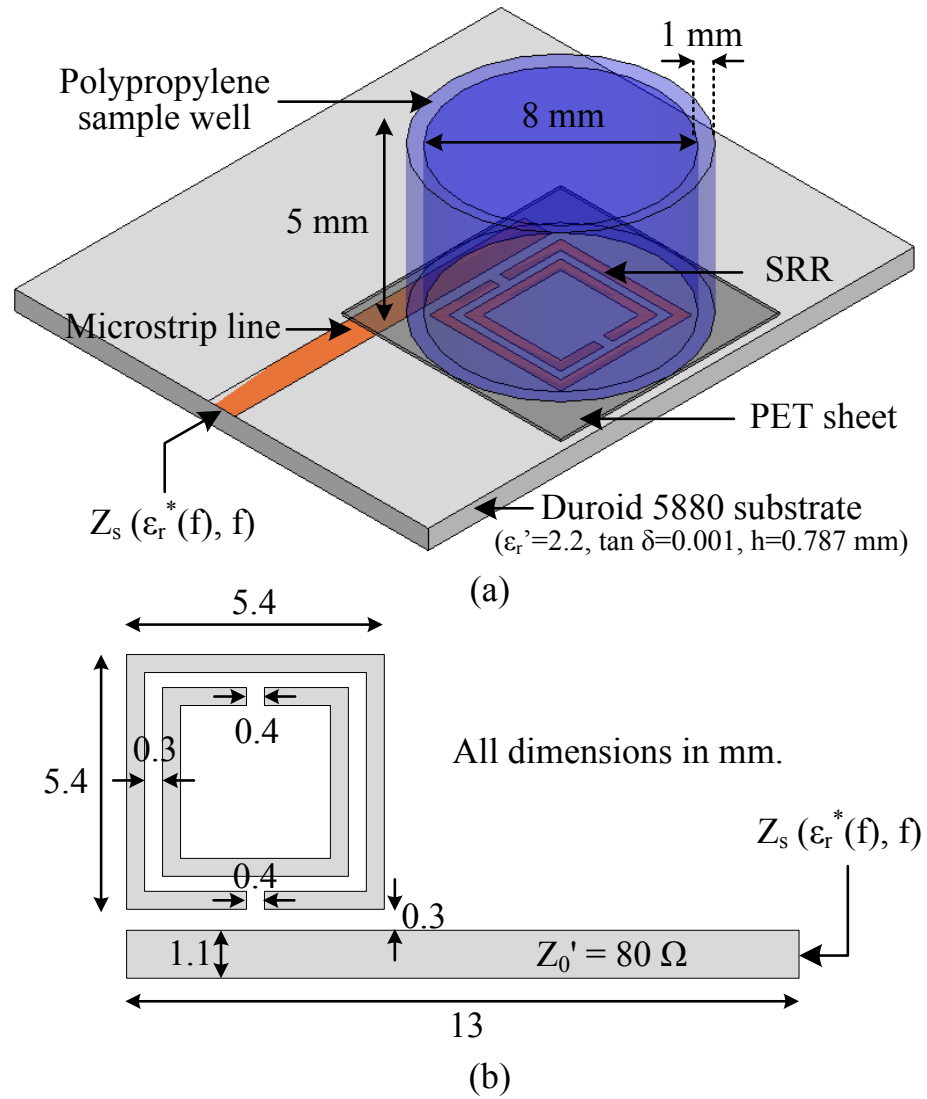 1 mm
Polypropylene
sample well
8 mm
5 mm
SRR
Microstrip line
PET sheet
Zₛ (εᵣ*(f), f)
Duroid 5880 substrate
(εᵣ’=2.2, tan δ=0.001, h=0.787 mm)
(a)
5.4
0.4
0.3
5.4
All dimensions in mm.
Zₛ (εᵣ*(f), f)
0.4
0.3
1.1
Z₀' = 80 Ω
13
(b)